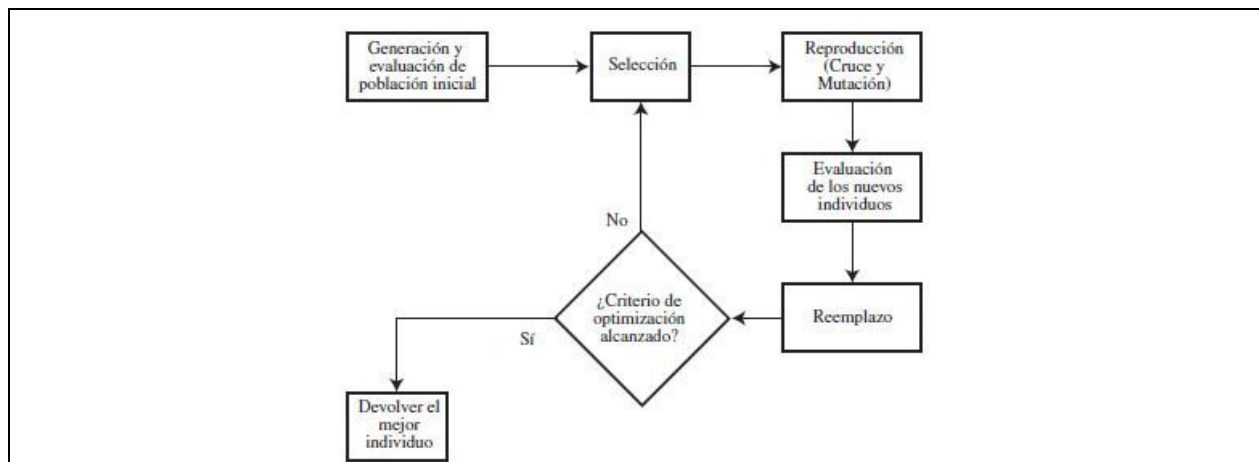 Generación y
evaluación de
población inicial
Selección
Reproducción
(Cruce y
Mutación)
Evaluación
de los nuevos
individuos
Reemplazo
¿Criterio de
optimización
alcanzado?
No
Sí
Devolver el
mejor
individuo